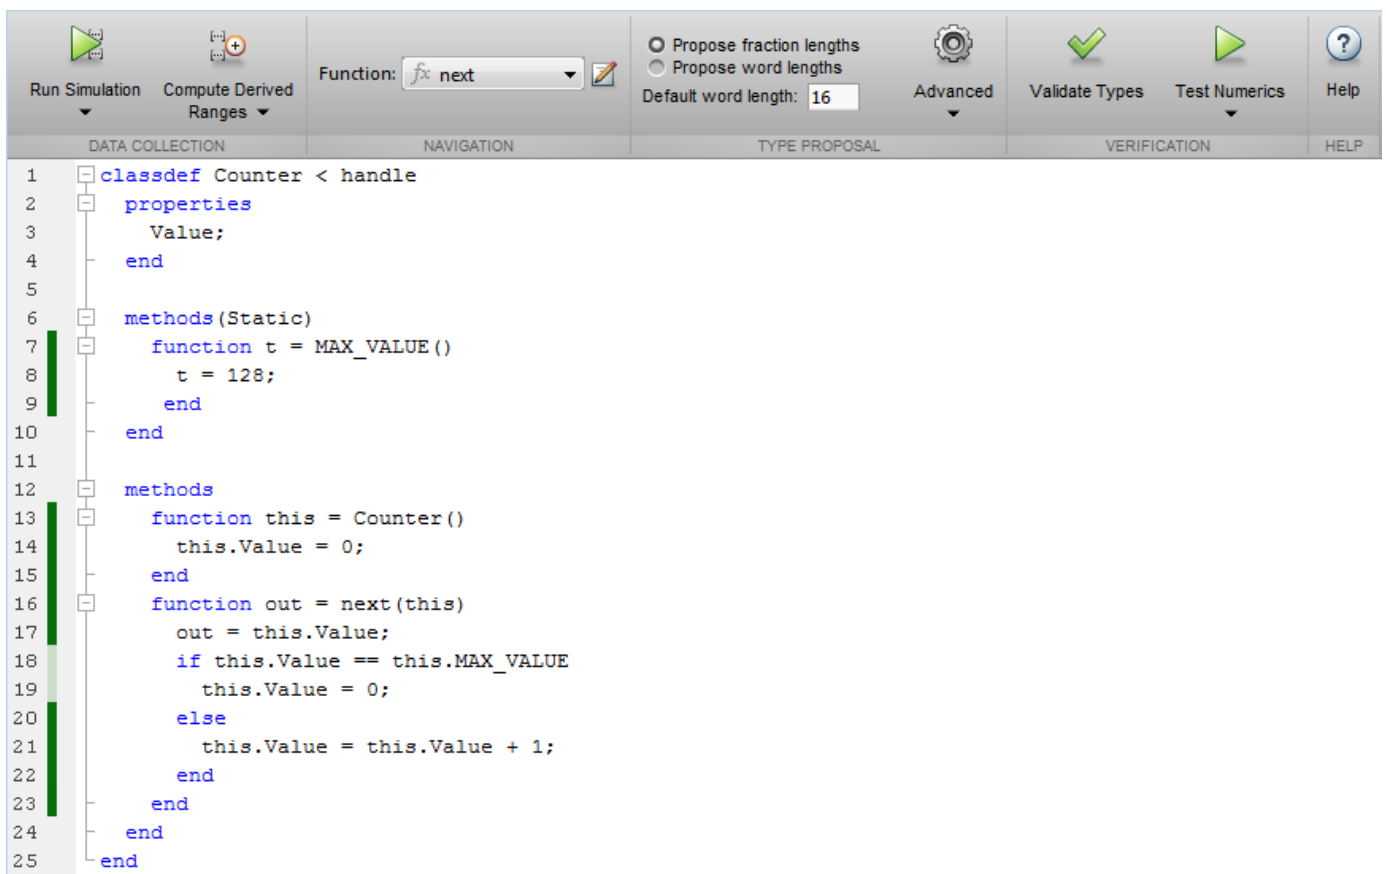 Run Simulation
Compute Derived
Ranges
Function: fx next
Propose fraction lengths
Propose word lengths
Default word length: 16
Advanced
Validate Types
Test Numerics
?
Help
DATA COLLECTION
NAVIGATION
TYPE PROPOSAL
VERIFICATION
HELP
1 classdef Counter < handle
2 properties
3 Value;
4 end
5
6 methods(Static)
7 function t = MAX_VALUE()
8 t = 128;
9 end
10 end
11
12 methods
13 function this = Counter()
14 this.Value = 0;
15 end
16 function out = next(this)
17 out = this.Value;
18 if this.Value == this.MAX_VALUE
19 this.Value = 0;
20 else
21 this.Value = this.Value + 1;
22 end
23 end
24 end
25 end